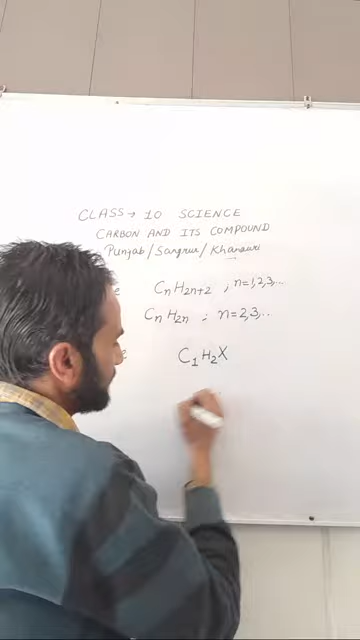 CLASS → 10 SCIENCE
CARBON AND ITS COMPOUND
Punjab/Sangrur/Khanauri
e CnH2n+2 ; n=1,2,3,...
CnH2n ; n=2,3,...
e C1H2X